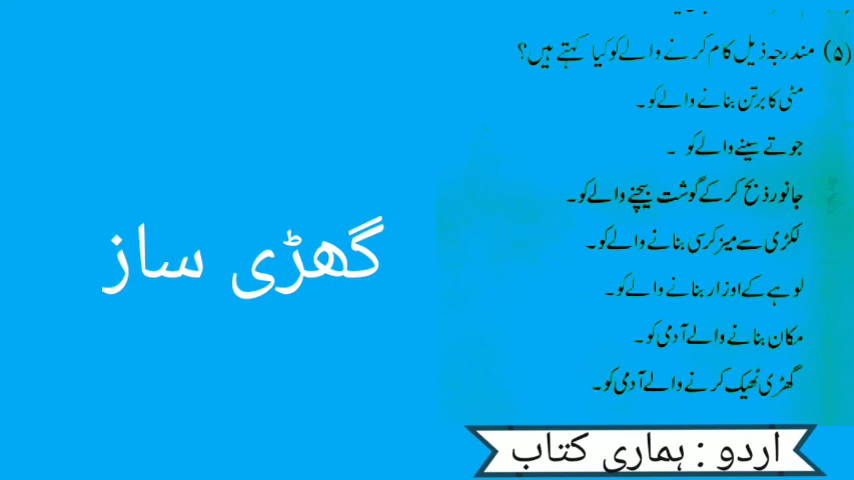 (۵) مندرجہ ذیل کام کرنے والے کو کیا کہتے ہیں؟
مٹی کا برتن بنانے والے کو۔
جوتے سینے والے کو ۔
جانور ذبح کر کے گوشت بیچنے والے کو۔
لکڑی سے میز کرسی بنانے والے کو۔
لوہے کے اوزار بنانے والے کو۔
مکان بنانے والے آدمی کو۔
گھڑی ٹھیک کرنے والے آدمی کو۔
گھڑی ساز
اردو : ہماری کتاب